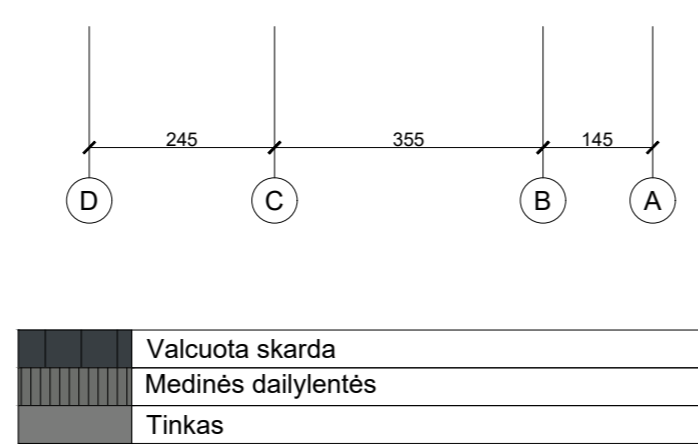 245 355 145
D C B A
Valcuota skarda
Medinės dailylentės
Tinkas